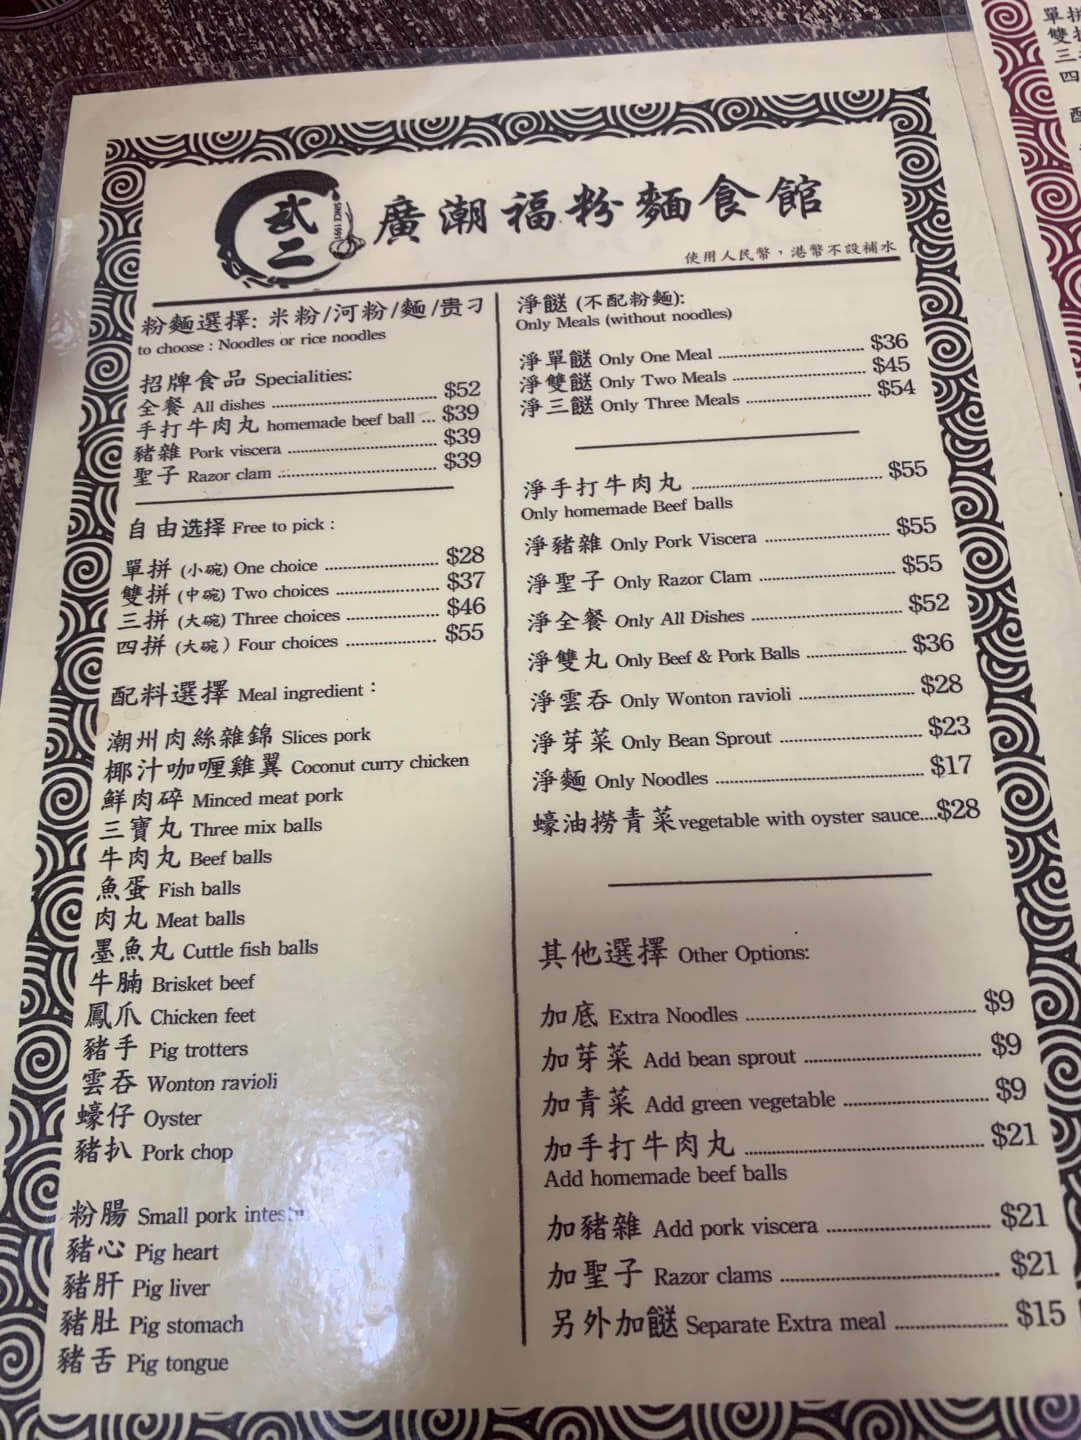 弍二
SINCE 1991
廣潮福粉麵食館
使用人民幣，港幣不設補水
粉麵選擇: 米粉/河粉/麵/贵刁
to choose : Noodles or rice noodles
招牌食品 Specialities:
全餐 All dishes $52
手打牛肉丸 homemade beef ball $39
豬雜 Pork viscera $39
聖子 Razor clam $39
自由选择 Free to pick :
單拼 (小碗) One choice $28
雙拼 (中碗) Two choices $37
三拼 (大碗) Three choices $46
四拼 (大碗) Four choices $55
配料選擇 Meal ingredient :
潮州肉絲雜錦 Slices pork
椰汁咖喱雞翼 Coconut curry chicken
鮮肉碎 Minced meat pork
三寶丸 Three mix balls
牛肉丸 Beef balls
魚蛋 Fish balls
肉丸 Meat balls
墨魚丸 Cuttle fish balls
牛腩 Brisket beef
鳳爪 Chicken feet
豬手 Pig trotters
雲吞 Wonton ravioli
蠔仔 Oyster
豬扒 Pork chop
粉腸 Small pork
豬心 Pig heart
豬肝 Pig liver
豬肚 Pig stomach
豬舌 Pig tongue
淨餸 (不配粉麵):
Only Meals (without noodles)
淨單餸 Only One Meal $36
淨雙餸 Only Two Meals $45
淨三餸 Only Three Meals $54
淨手打牛肉丸 $55
Only homemade Beef balls
淨豬雜 Only Pork Viscera $55
淨聖子 Only Razor Clam $55
淨全餐 Only All Dishes $52
淨雙丸 Only Beef & Pork Balls $36
淨雲吞 Only Wonton ravioli $28
淨芽菜 Only Bean Sprout $23
淨麵 Only Noodles $17
蠔油撈青菜vegetable with oyster sauce....$28
其他選擇 Other Options:
加底 Extra Noodles $9
加芽菜 Add bean sprout $9
加青菜 Add green vegetable $9
加手打牛肉丸 $21
Add homemade beef balls
加豬雜 Add pork viscera $21
加聖子 Razor clams $21
另外加餸 Separate Extra meal $15
單拼
三
四